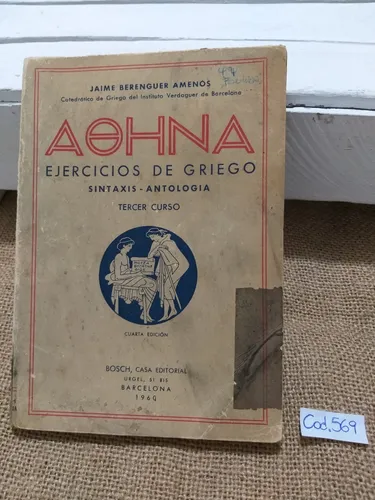 JAIME BERENGUER AMENOS
Catedrático de Griego del Instituto Verdaguer de Barcelona
ΑΘΗΝΑ
EJERCICIOS DE GRIEGO
SINTAXIS - ANTOLOGIA
TERCER CURSO
CUARTA EDICIÓN
BOSCH, CASA EDITORIAL
URGEL, 51 BIS
BARCELONA
1960
Cod.569